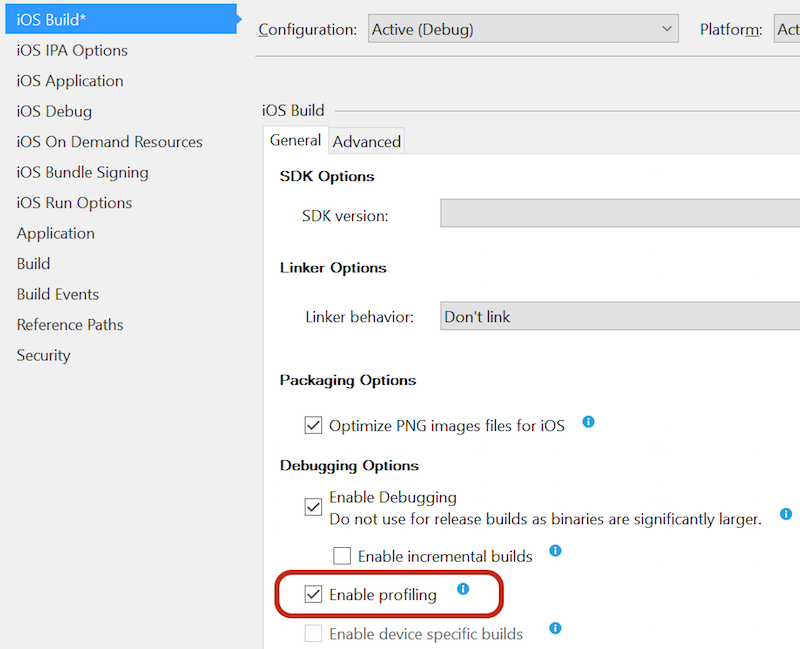 iOS Build*
iOS IPA Options
iOS Application
iOS Debug
iOS On Demand Resources
iOS Bundle Signing
iOS Run Options
Application
Build
Build Events
Reference Paths
Security
Configuration: Active (Debug) Platform: Act
iOS Build
General Advanced
SDK Options
SDK version:
Linker Options
Linker behavior: Don't link
Packaging Options
Optimize PNG images files for iOS
Debugging Options
Enable Debugging
Do not use for release builds as binaries are significantly larger.
Enable incremental builds
Enable profiling
Enable device specific builds